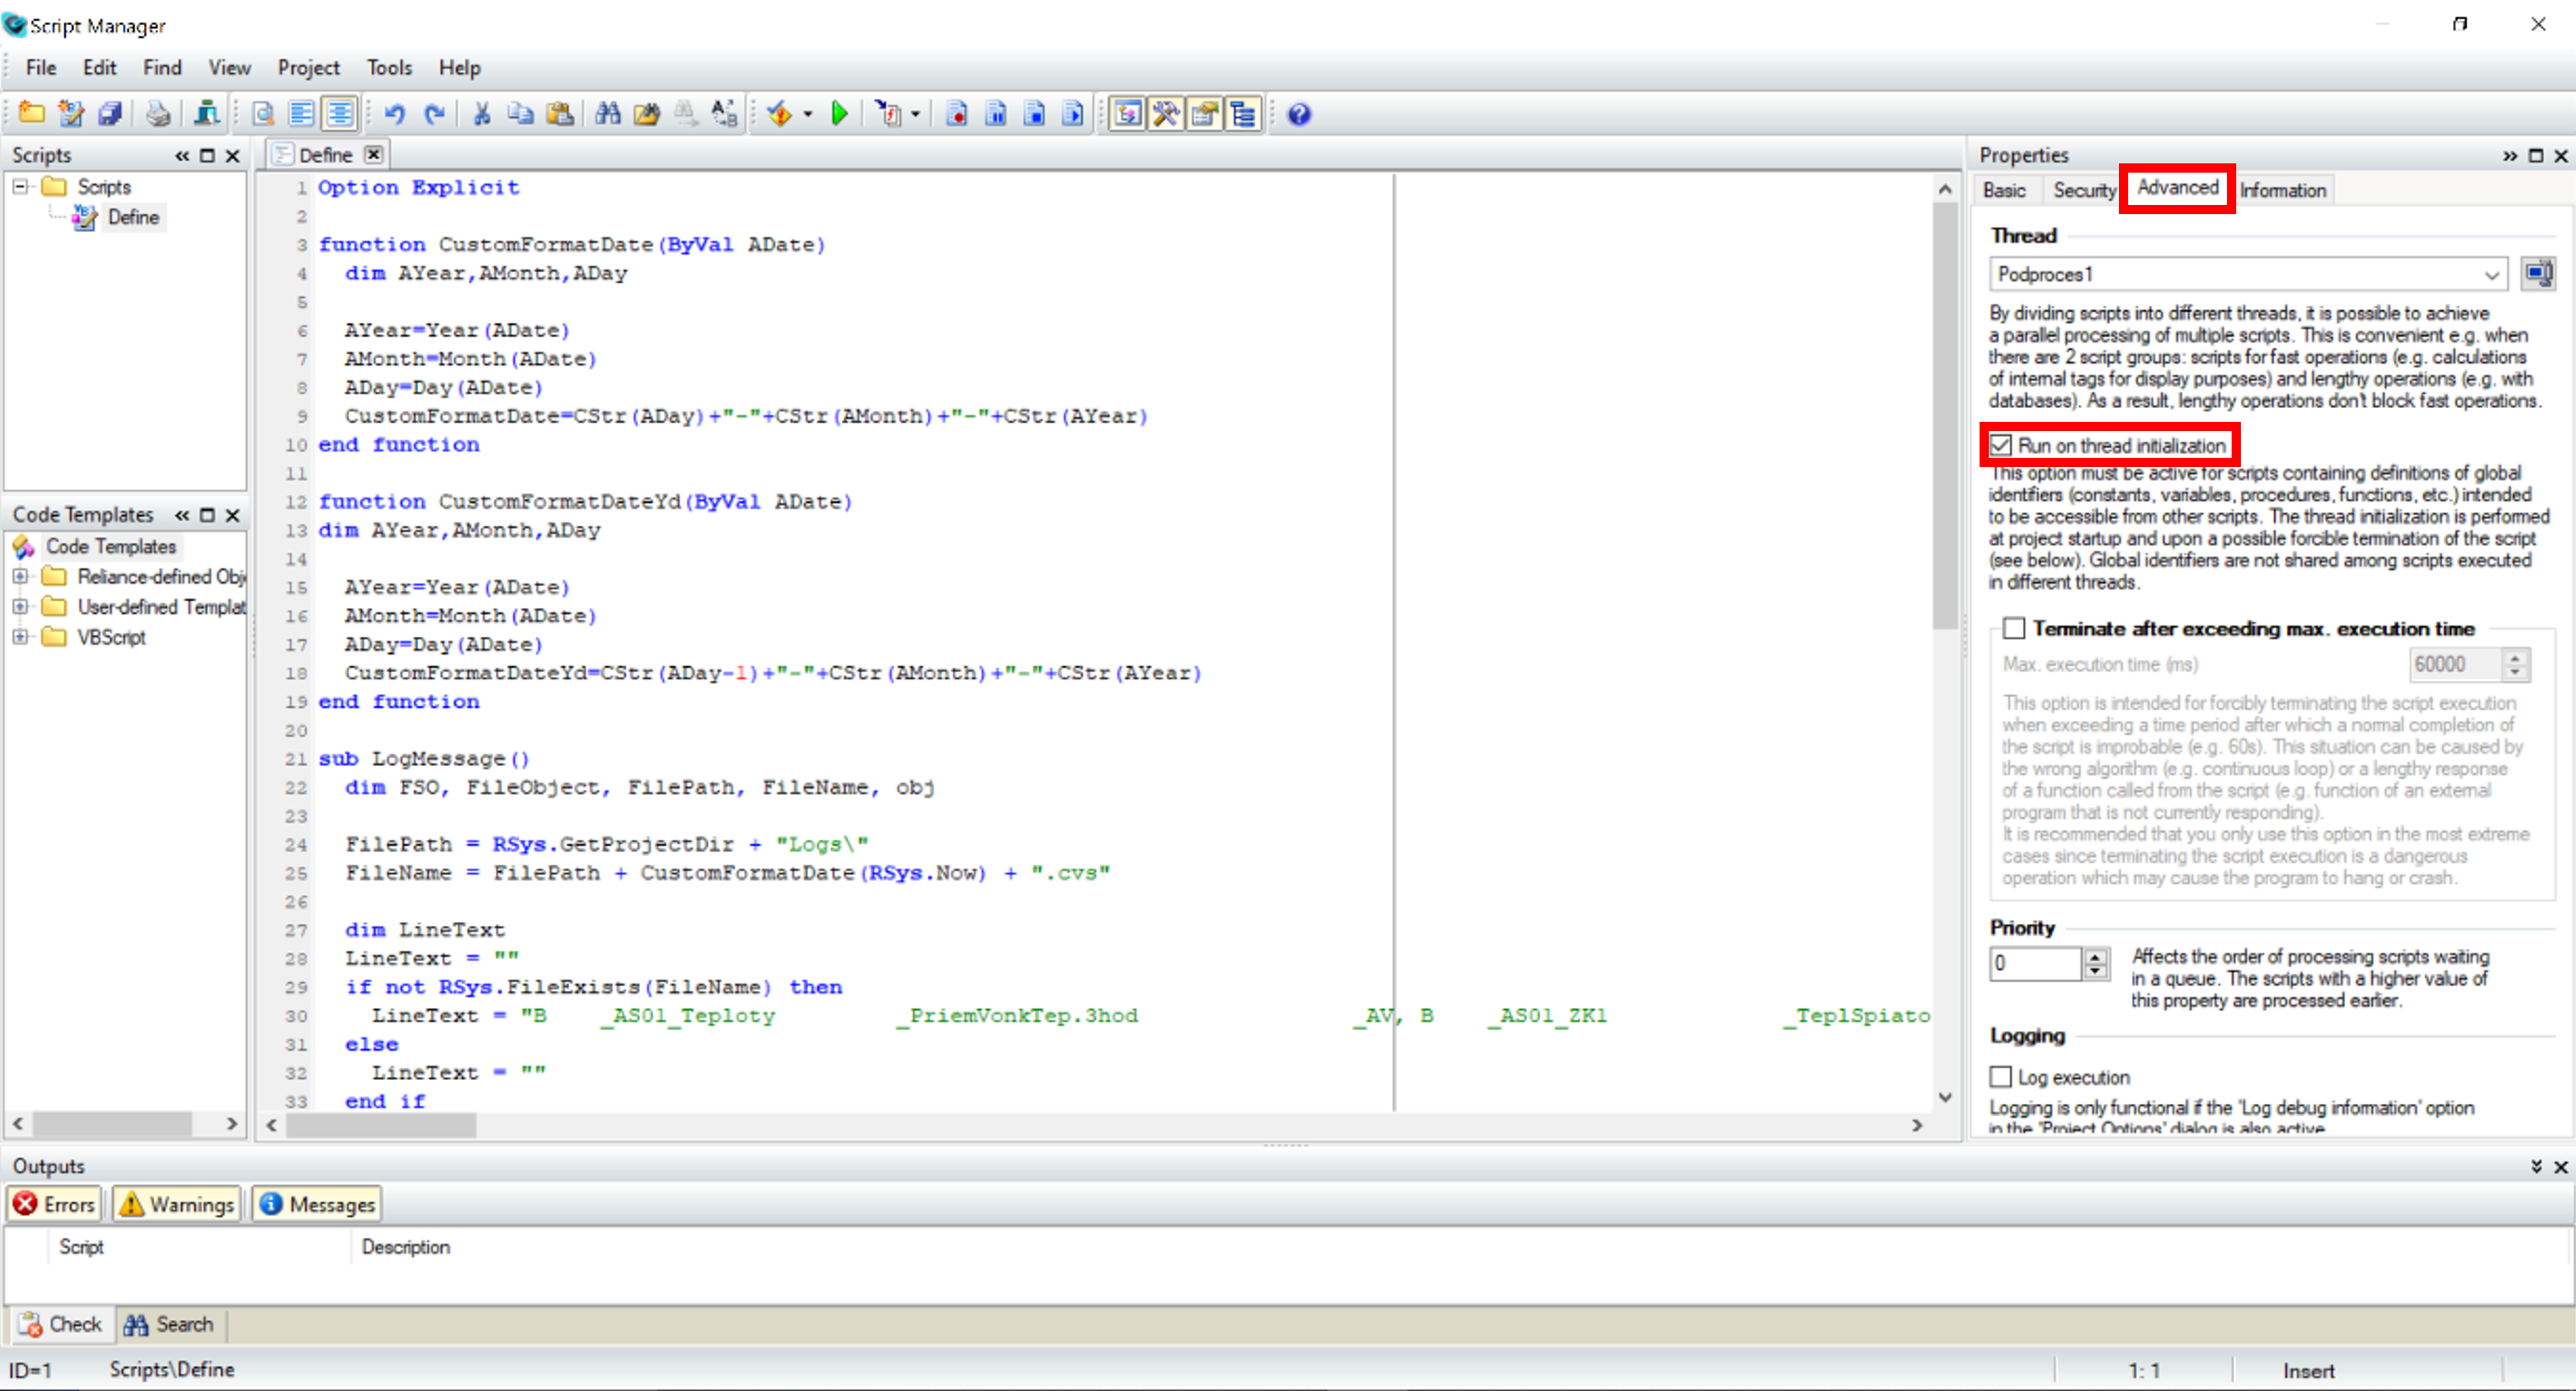 Script Manager
File Edit Find View Project Tools Help
Scripts
Scripts
Define
Code Templates
Code Templates
Reliance-defined Obj
User-defined Templat
VBScript
Define
1 Option Explicit
2
3 function CustomFormatDate(ByVal ADate)
4 dim AYear,AMonth,ADay
5
6 AYear=Year(ADate)
7 AMonth=Month(ADate)
8 ADay=Day(ADate)
9 CustomFormatDate=CStr(ADay)+"-"+CStr(AMonth)+"-"+CStr(AYear)
10 end function
11
12 function CustomFormatDateYd(ByVal ADate)
13 dim AYear,AMonth,ADay
14
15 AYear=Year(ADate)
16 AMonth=Month(ADate)
17 ADay=Day(ADate)
18 CustomFormatDateYd=CStr(ADay-1)+"-"+CStr(AMonth)+"-"+CStr(AYear)
19 end function
20
21 sub LogMessage()
22 dim FSO, FileObject, FilePath, FileName, obj
23
24 FilePath = RSys.GetProjectDir + "Logs\"
25 FileName = FilePath + CustomFormatDate(RSys.Now) + ".cvs"
26
27 dim LineText
28 LineText = ""
29 if not RSys.FileExists(FileName) then
30 LineText = "B _AS01_Teploty _PriemVonkTep.3hod _AV, B _AS01_ZK1 _TeplSpiato
31 else
32 LineText = ""
33 end if
Properties
Basic Security Advanced Information
Thread
Podproces1
By dividing scripts into different threads, it is possible to achieve
a parallel processing of multiple scripts. This is convenient e.g. when
there are 2 script groups: scripts for fast operations (e.g. calculations
of internal tags for display purposes) and lengthy operations (e.g. with
databases). As a result, lengthy operations don't block fast operations.
Run on thread initialization
This option must be active for scripts containing definitions of global
identifiers (constants, variables, procedures, functions, etc.) intended
to be accessible from other scripts. The thread initialization is performed
at project startup and upon a possible forcible termination of the script
(see below). Global identifiers are not shared among scripts executed
in different threads.
Terminate after exceeding max. execution time
Max. execution time (ms) 60000
This option is intended for forcibly terminating the script execution
when exceeding a time period after which a normal completion of
the script is improbable (e.g. 60s). This situation can be caused by
the wrong algorithm (e.g. continuous loop) or a lengthy response
of a function called from the script (e.g. function of an external
program that is not currently responding).
It is recommended that you only use this option in the most extreme
cases since terminating the script execution is a dangerous
operation which may cause the program to hang or crash.
Priority
0
Affects the order of processing scripts waiting
in a queue. The scripts with a higher value of
this property are processed earlier.
Logging
Log execution
Logging is only functional if the 'Log debug information' option
in the 'Project Options' dialog is also active
Outputs
Errors Warnings Messages
Script Description
Check Search
ID=1 Scripts\Define 1: 1 Insert